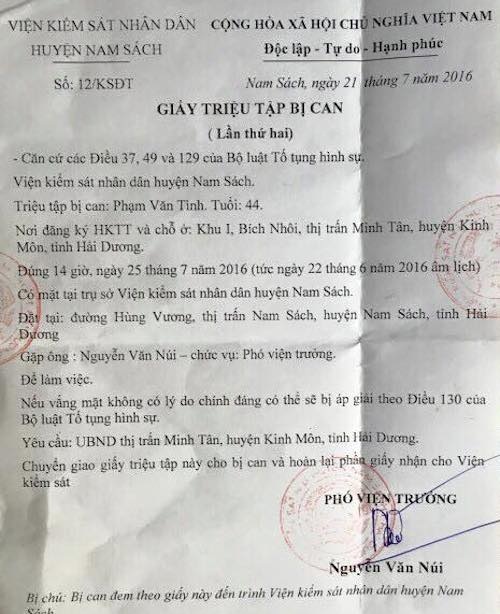 VIỆN KIỂM SÁT NHÂN DÂN
HUYỆN NAM SÁCH
CỘNG HÒA XÃ HỘI CHỦ NGHĨA VIỆT NAM
Độc lập - Tự do - Hạnh phúc
Số: 12/KSĐT
Nam Sách, ngày 21 tháng 7 năm 2016
GIẤY TRIỆU TẬP BỊ CAN
( Lần thứ hai)
- Căn cứ các Điều 37, 49 và 129 của Bộ luật Tố tụng hình sự.
Viện kiểm sát nhân dân huyện Nam Sách.
Triệu tập bị can: Phạm Văn Tình. Tuổi: 44.
Nơi đăng ký HKTT và chỗ ở: Khu I, Bích Nhôi, thị trấn Minh Tân, huyện Kinh
Môn, tỉnh Hải Dương.
Đúng 14 giờ, ngày 25 tháng 7 năm 2016 (tức ngày 22 tháng 6 năm 2016 âm lịch)
Có mặt tại trụ sở Viện kiểm sát nhân dân huyện Nam Sách.
Đặt tại: đường Hùng Vương, thị trấn Nam Sách, huyện Nam Sách, tỉnh Hải
Dương
Gặp ông : Nguyễn Văn Núi – chức vụ: Phó viện trưởng.
Để làm việc.
Nếu vắng mặt không có lý do chính đáng có thể sẽ bị áp giải theo Điều 130 của
Bộ luật Tố tụng hình sự.
Yêu cầu: UBND thị trấn Minh Tân, huyện Kinh Môn, tỉnh Hải Dương.
Chuyển giao giấy triệu tập này cho bị can và hoàn lại phần giấy nhận cho Viện
kiểm sát
PHÓ VIỆN TRƯỞNG
Nguyễn Văn Núi
Bị chú: Bị can đem theo giấy này đến trình Viện kiểm sát nhân dân huyện Nam
Sách.